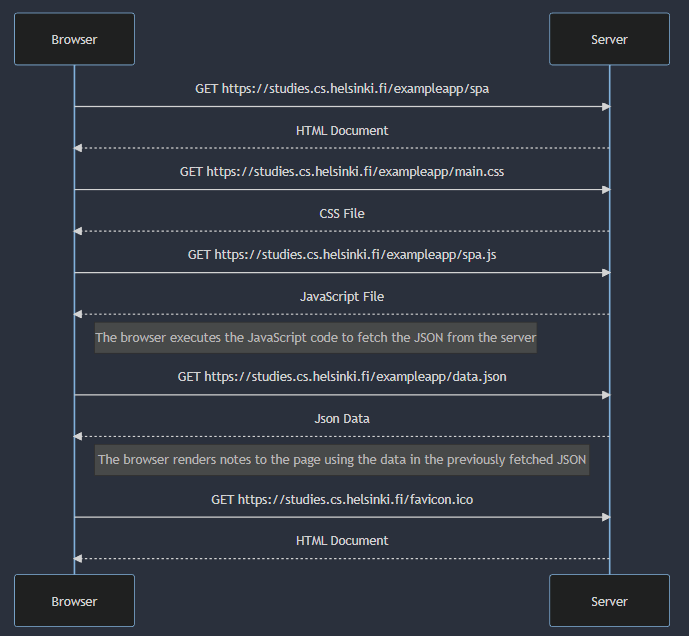 Browser
Server
GET https://studies.cs.helsinki.fi/exampleapp/spa
HTML Document
GET https://studies.cs.helsinki.fi/exampleapp/main.css
CSS File
GET https://studies.cs.helsinki.fi/exampleapp/spa.js
JavaScript File
The browser executes the JavaScript code to fetch the JSON from the server
GET https://studies.cs.helsinki.fi/exampleapp/data.json
Json Data
The browser renders notes to the page using the data in the previously fetched JSON
GET https://studies.cs.helsinki.fi/favicon.ico
HTML Document
Browser
Server